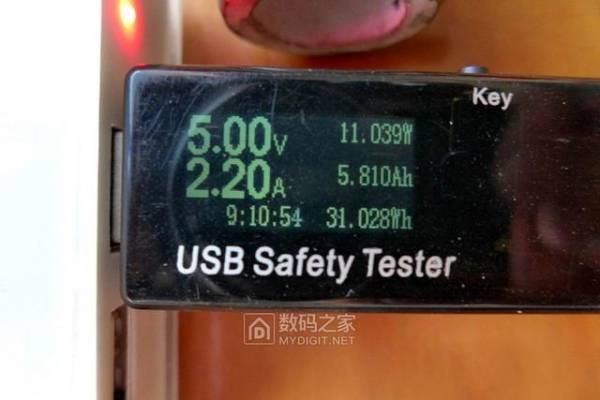 Key
5.00V 11.039W
2.20A 5.810Ah
9:10:54 31.028Wh
USB Safety Tester
数码之家
MYDIGIT.NET